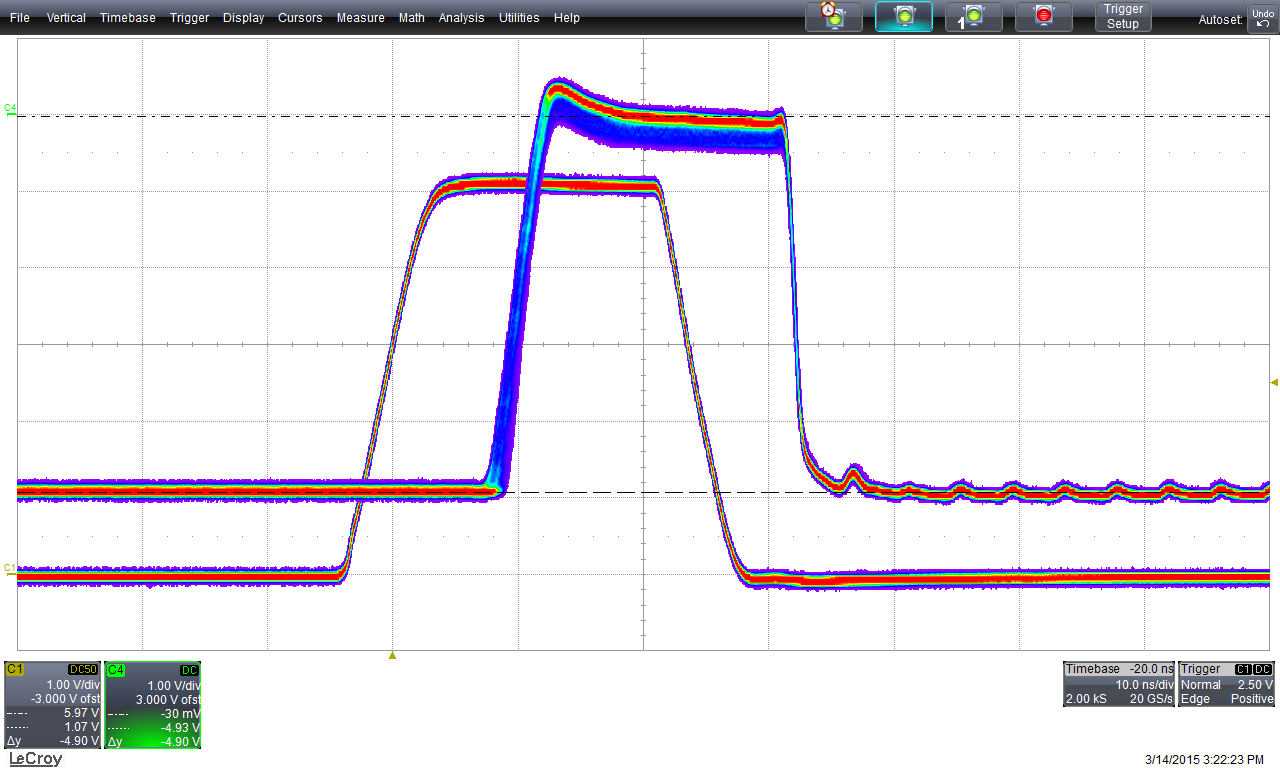 File Vertical Timebase Trigger Display Cursors Measure Math Analysis Utilities Help
1
Trigger
Setup
Autoset:
Undo
C4
C1
C1 DC50
1.00 V/div
-3.000 V ofst
5.97 V
1.07 V
Δy -4.90 V
C4 DC
1.00 V/div
3.000 V ofst
-30 mV
-4.93 V
Δy -4.90 V
Timebase -20.0 ns
10.0 ns/div
2.00 kS 20 GS/s
Trigger C1 DC
Normal 2.50 V
Edge Positive
LeCroy
3/14/2015 3:22:23 PM